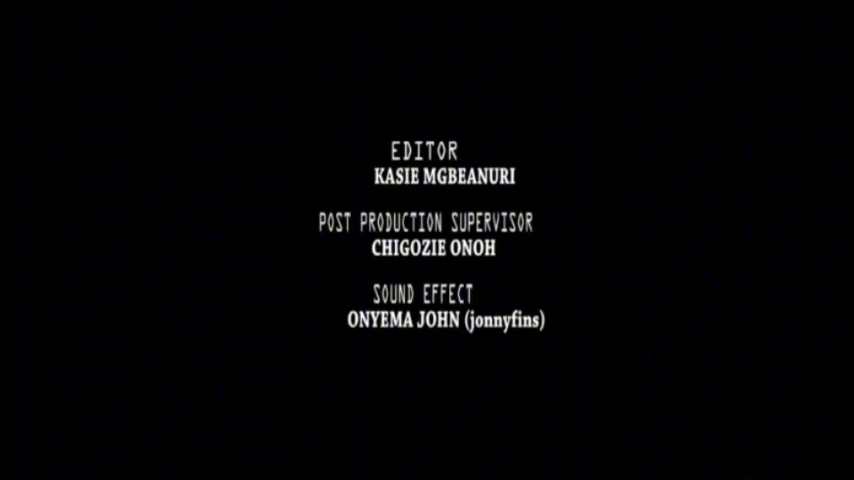 EDITOR
KASIE MGBEANURI
POST PRODUCTION SUPERVISOR
CHIGOZIE ONOH
SOUND EFFECT
ONYEMA JOHN (jonnyfins)